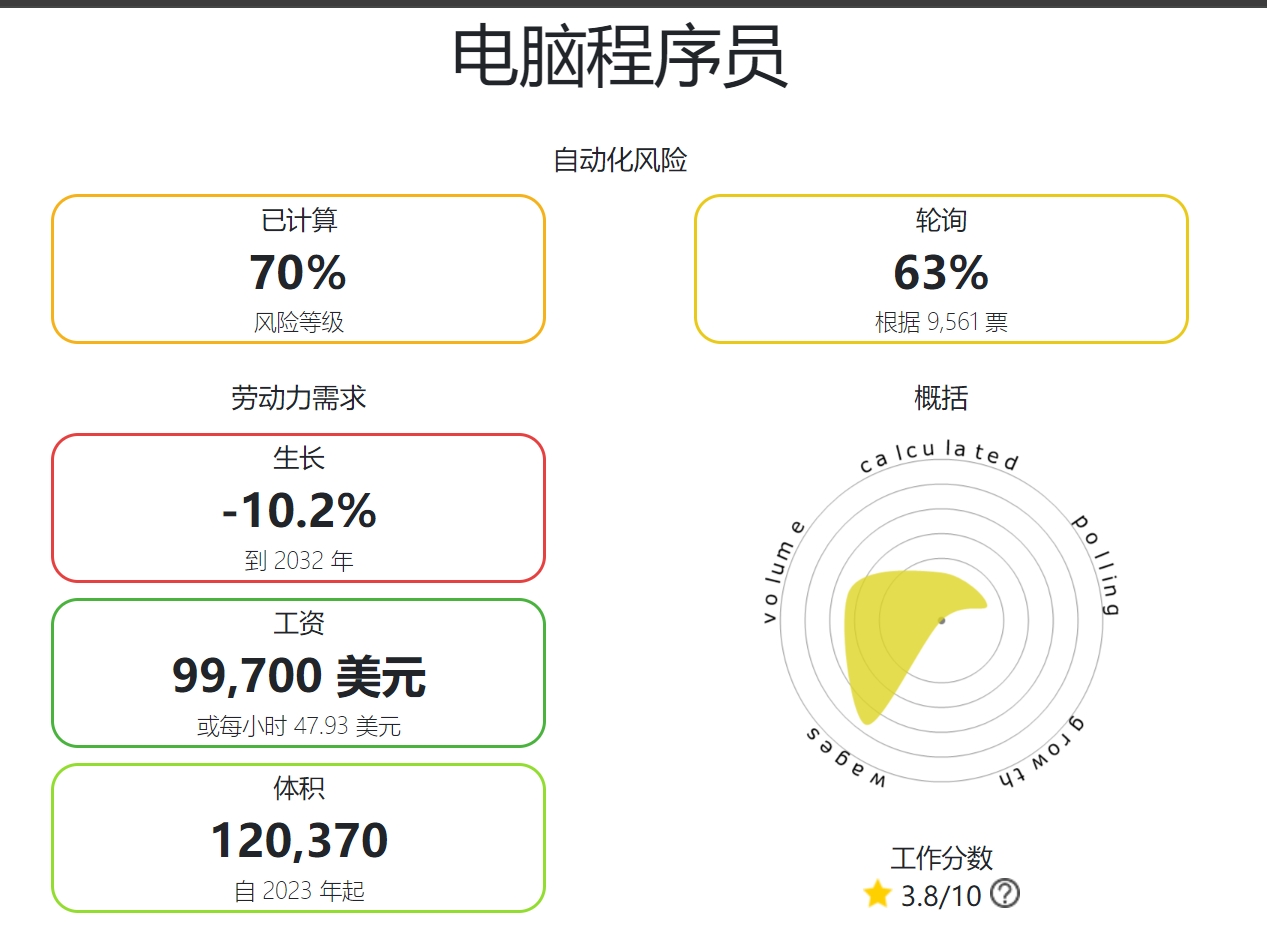 电脑程序员
自动化风险
已计算
70%
风险等级
轮询
63%
根据 9,561 票
劳动力需求
生长
-10.2%
到 2032 年
工资
99,700 美元
或每小时 47.93 美元
体积
120,370
自 2023 年起
概括
calculated
polling
growth
wages
volume
工作分数
3.8/10 ?